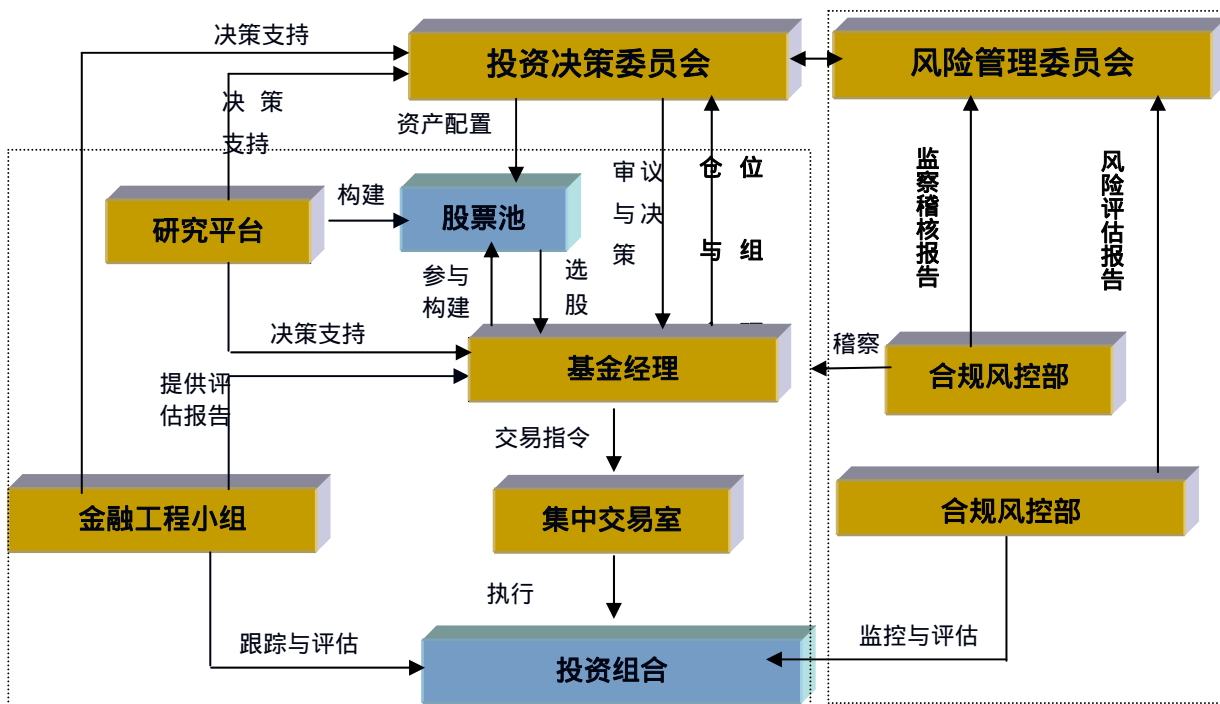 决策支持
投资决策委员会
风险管理委员会
决 策
支持
资产配置
审 议
与 决
策
仓 位
与 组
监察稽核报告
风险评估报告
构建
股票池
研究平台
参与
构建
选
股
决策支持
基金经理
稽察
合规风控部
提供评
估报告
交易指令
金融工程小组
集中交易室
合规风控部
执行
跟踪与评估
监控与评估
投资组合